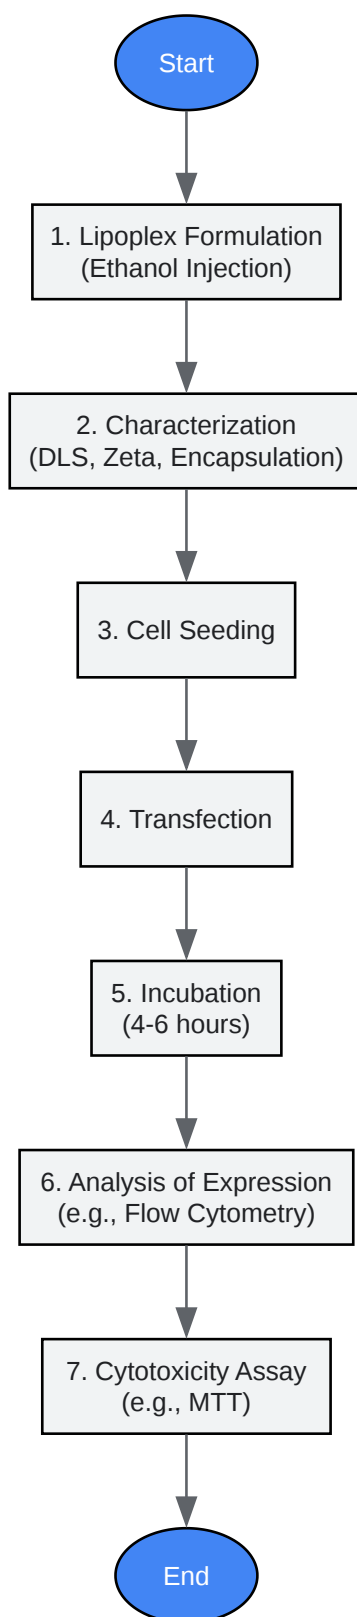 Start
1. Lipoplex Formulation
(Ethanol Injection)
2. Characterization
(DLS, Zeta, Encapsulation)
3. Cell Seeding
4. Transfection
5. Incubation
(4-6 hours)
6. Analysis of Expression
(e.g., Flow Cytometry)
7. Cytotoxicity Assay
(e.g., MTT)
End